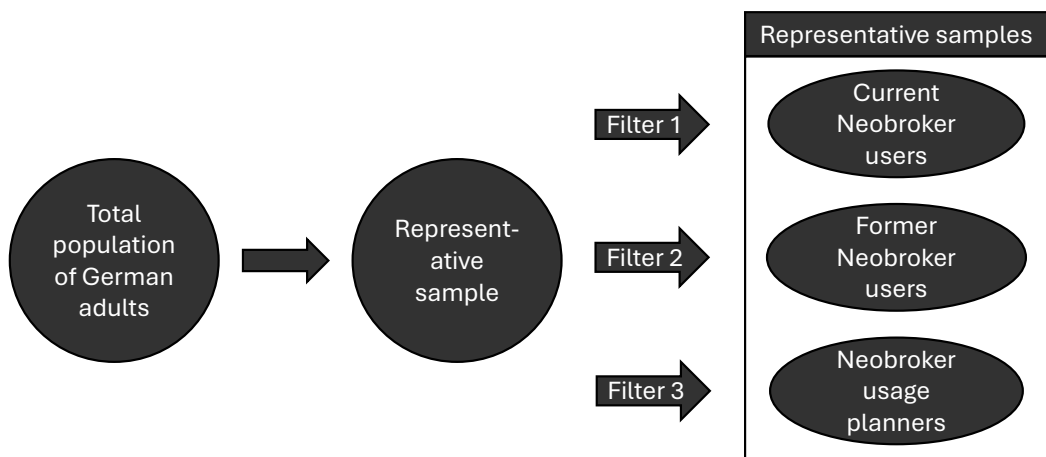 Representative samples
Total
population
of German
adults
Represent-
ative
sample
Filter 1
Current
Neobroker
users
Filter 2
Former
Neobroker
users
Filter 3
Neobroker
usage
planners